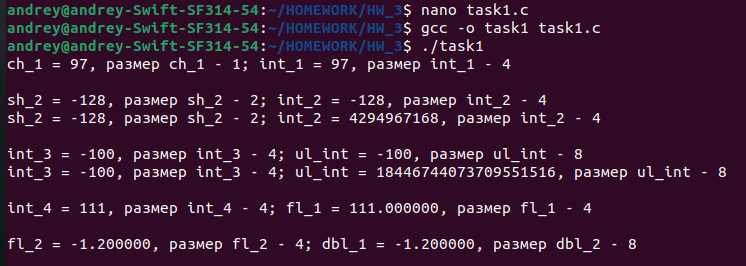 andrey@andrey-Swift-SF314-54:~/HOMEWORK/HW_3$ nano task1.c
andrey@andrey-Swift-SF314-54:~/HOMEWORK/HW_3$ gcc -o task1 task1.c
andrey@andrey-Swift-SF314-54:~/HOMEWORK/HW_3$ ./task1
ch_1 = 97, размер ch_1 - 1; int_1 = 97, размер int_1 - 4
sh_2 = -128, размер sh_2 - 2; int_2 = -128, размер int_2 - 4
sh_2 = -128, размер sh_2 - 2; int_2 = 4294967168, размер int_2 - 4
int_3 = -100, размер int_3 - 4; ul_int = -100, размер ul_int - 8
int_3 = -100, размер int_3 - 4; ul_int = 18446744073709551516, размер ul_int - 8
int_4 = 111, размер int_4 - 4; fl_1 = 111.000000, размер fl_1 - 4
fl_2 = -1.200000, размер fl_2 - 4; dbl_1 = -1.200000, размер dbl_2 - 8